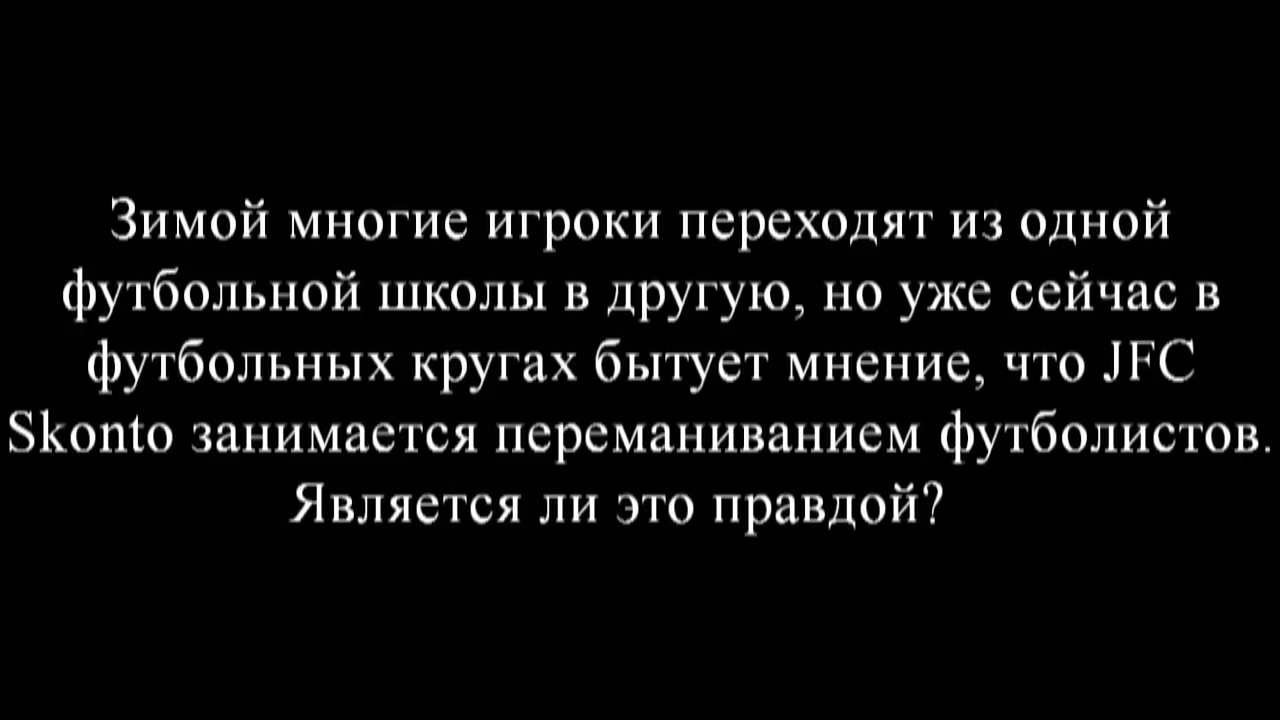 Зимой многие игроки переходят из одной
футбольной школы в другую, но уже сейчас в
футбольных кругах бытует мнение, что JFC
Skonto занимается переманиванием футболистов.
Является ли это правдой?